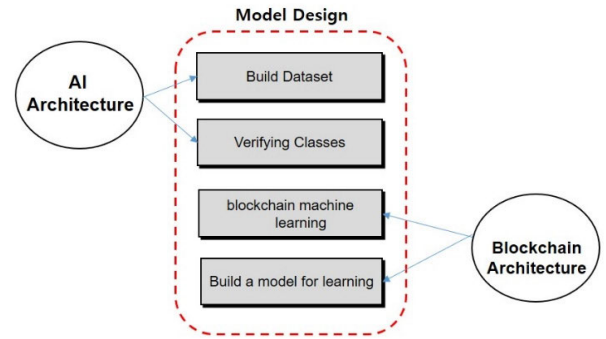 Model Design
AI
Architecture
Build Dataset
Verifying Classes
blockchain machine
learning
Build a model for learning
Blockchain
Architecture